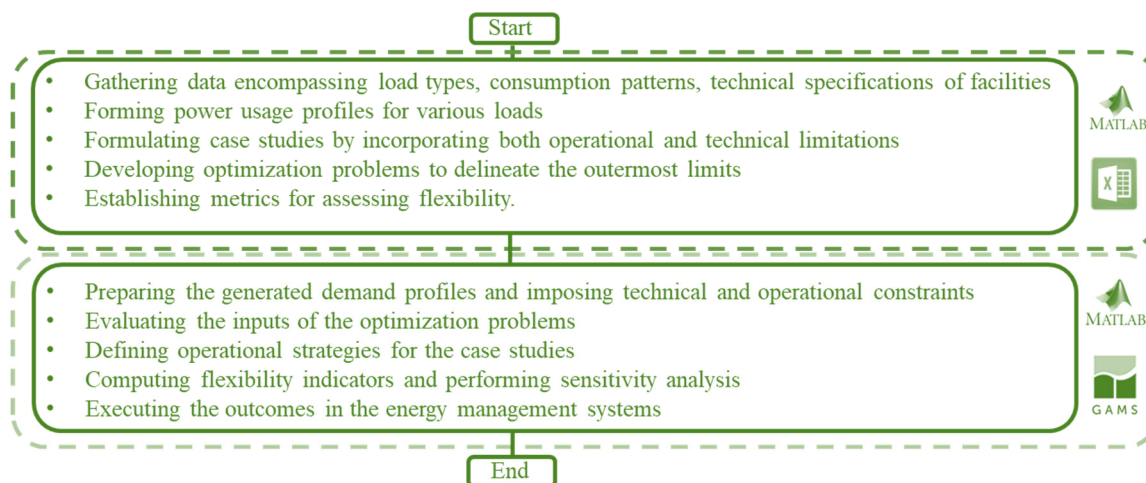 Start
• Gathering data encompassing load types, consumption patterns, technical specifications of facilities
• Forming power usage profiles for various loads
• Formulating case studies by incorporating both operational and technical limitations
• Developing optimization problems to delineate the outermost limits
• Establishing metrics for assessing flexibility.
MATLAB
X
• Preparing the generated demand profiles and imposing technical and operational constraints
• Evaluating the inputs of the optimization problems
• Defining operational strategies for the case studies
• Computing flexibility indicators and performing sensitivity analysis
• Executing the outcomes in the energy management systems
MATLAB
GAMS
End